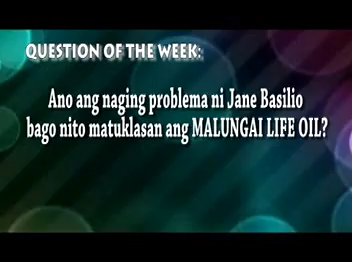 QUESTION OF THE WEEK:
Ano ang naging problema ni Jane Basilio
bago nito matuklasan ang MALUNGAI LIFE OIL?